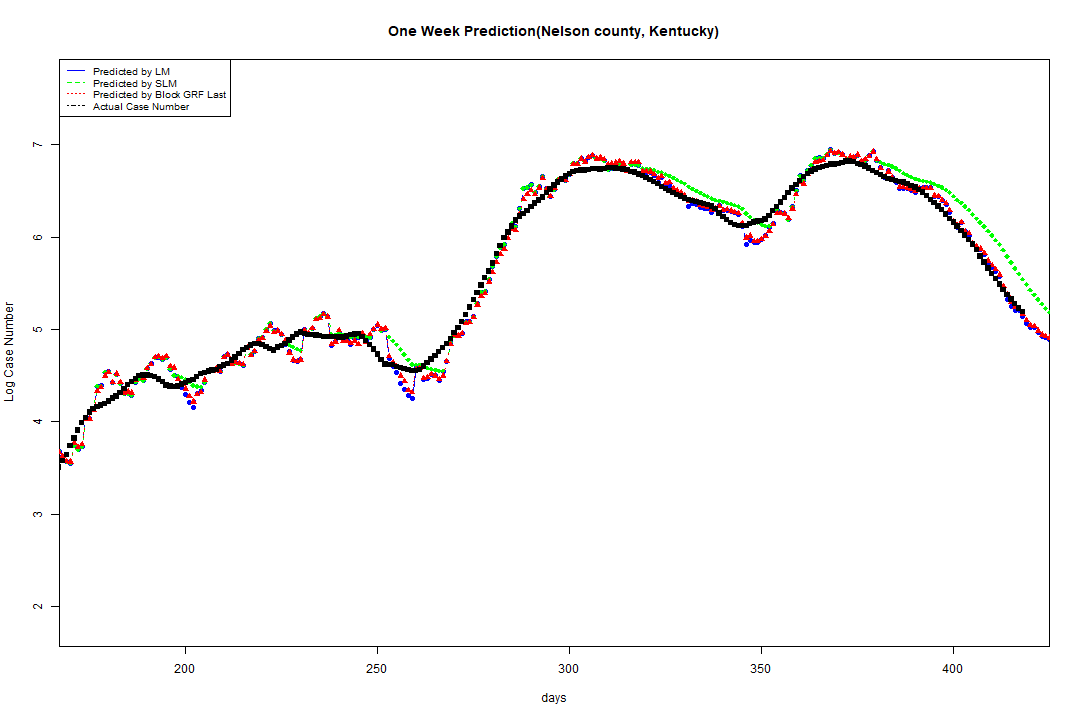 One Week Prediction(Nelson county, Kentucky)
Predicted by LM
Predicted by SLM
Predicted by Block GRF Last
Actual Case Number
7
6
5
4
3
2
Log Case Number
200 250 300 350 400
days